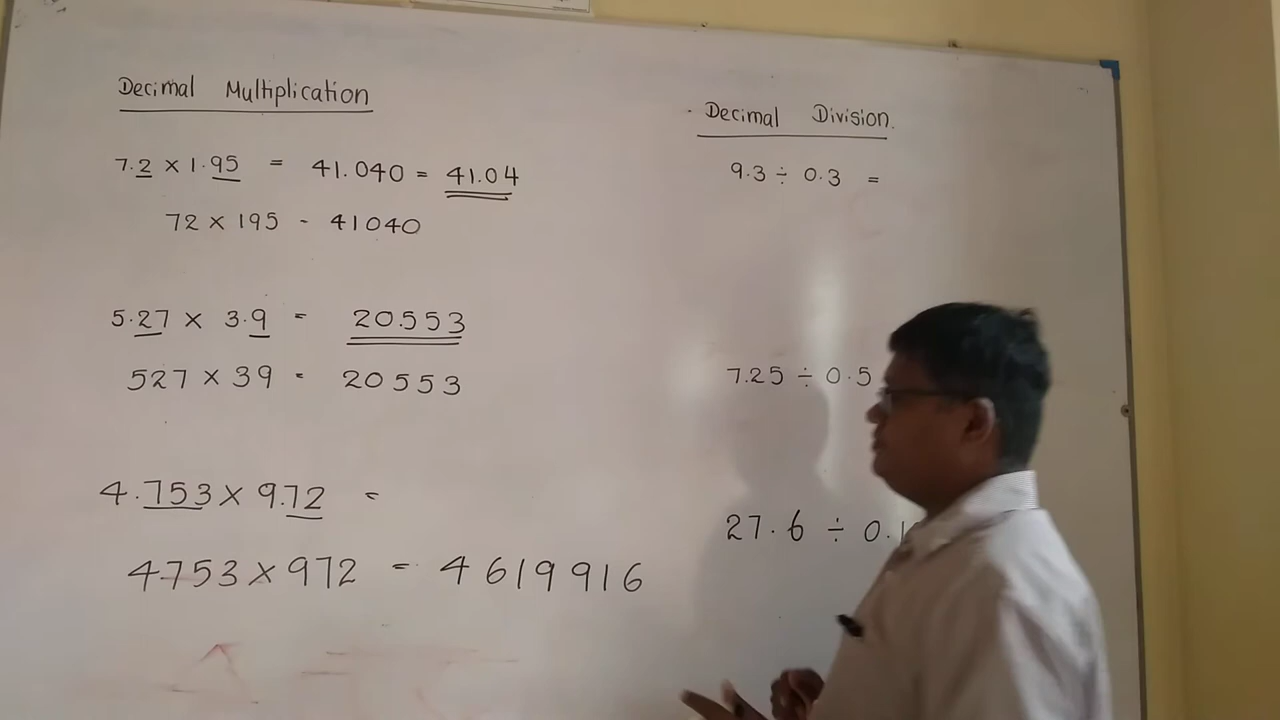 Decimal Multiplication
7.2 × 1.95 = 41.040 = 41.04
72 × 195 - 41040
5.27 × 3.9 = 20.553
527 × 39 = 20553
4.753 × 9.72 =
4753 × 972 = 4619916
Decimal Division.
9.3 ÷ 0.3 =
7.25 ÷ 0.5
27.6 ÷ 0.1